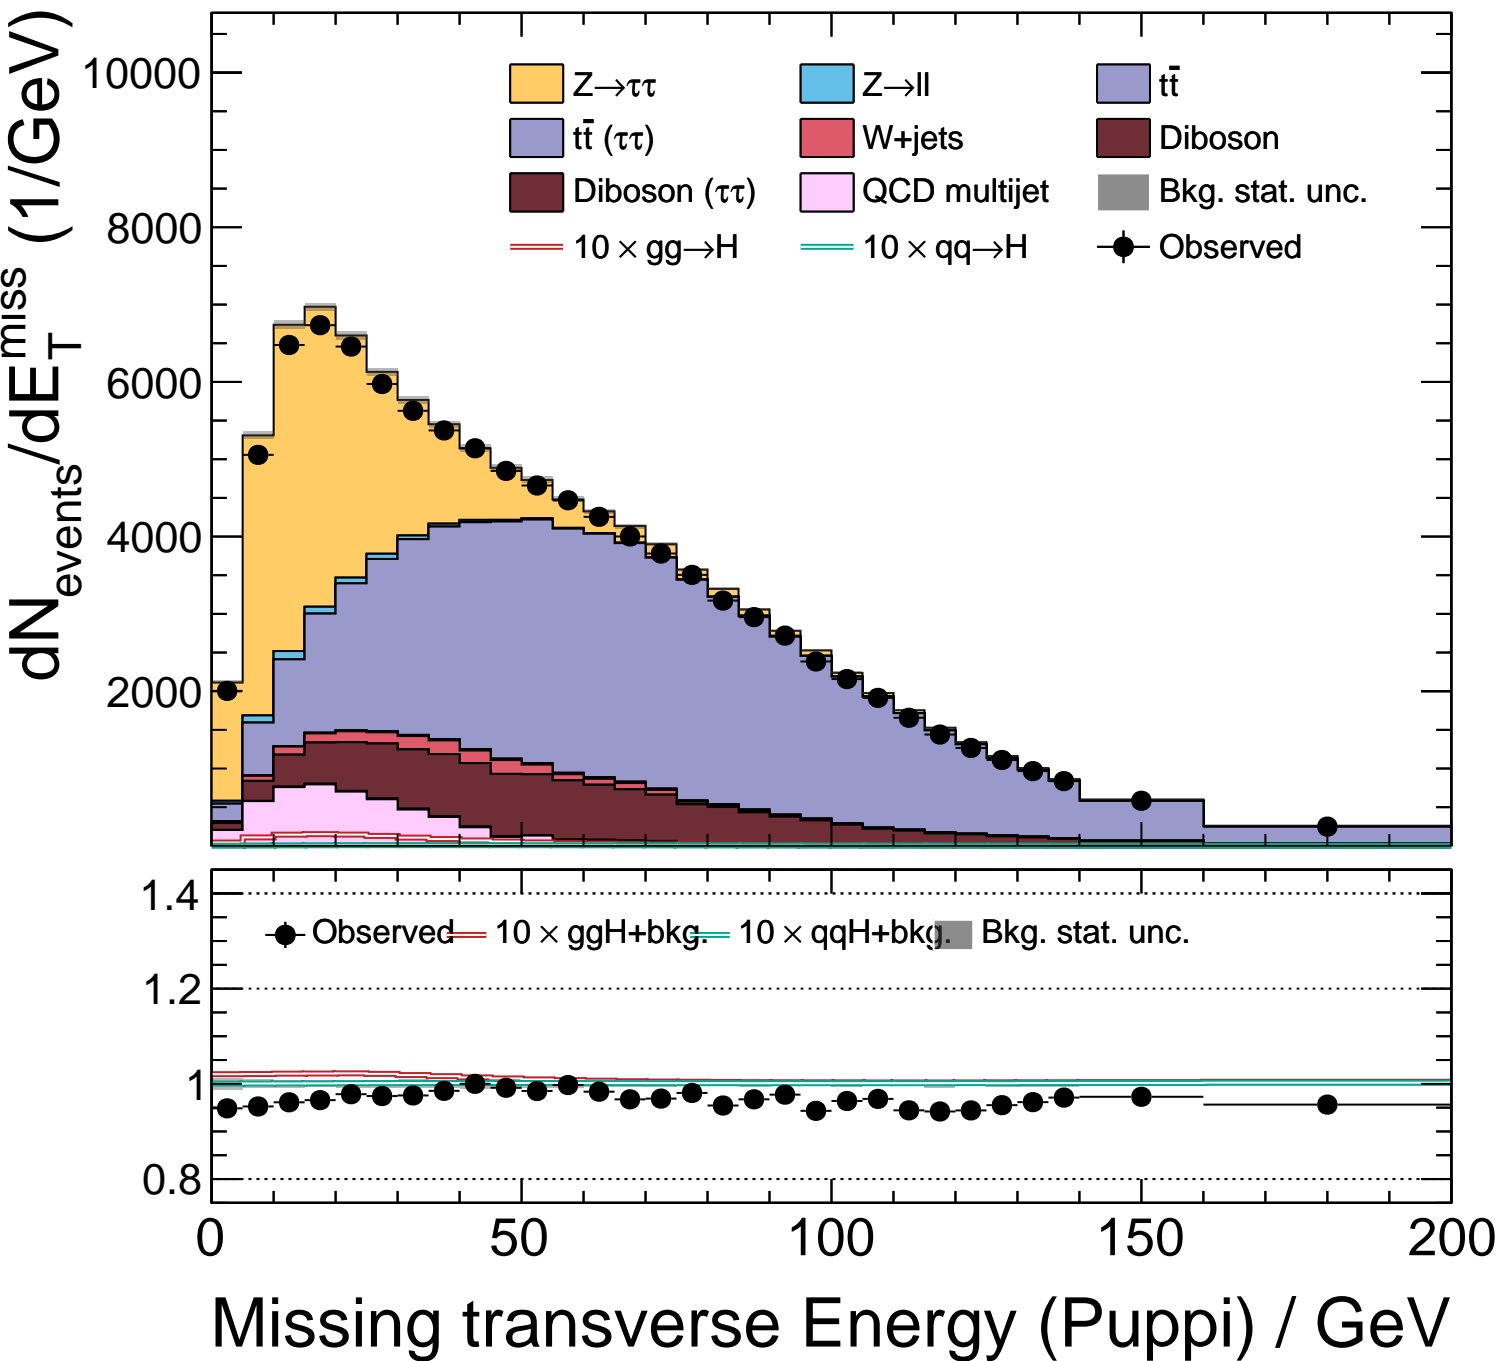 dN_events/dE_T^miss (1/GeV)
10000
8000
6000
4000
2000
Z→ττ
Z→ll
tt̄
tt̄ (ττ)
W+jets
Diboson
Diboson (ττ)
QCD multijet
Bkg. stat. unc.
10 × gg→H
10 × qq→H
Observed
1.4
1.2
1
0.8
Observed
10 × ggH+bkg.
10 × qqH+bkg.
Bkg. stat. unc.
0 50 100 150 200
Missing transverse Energy (Puppi) / GeV